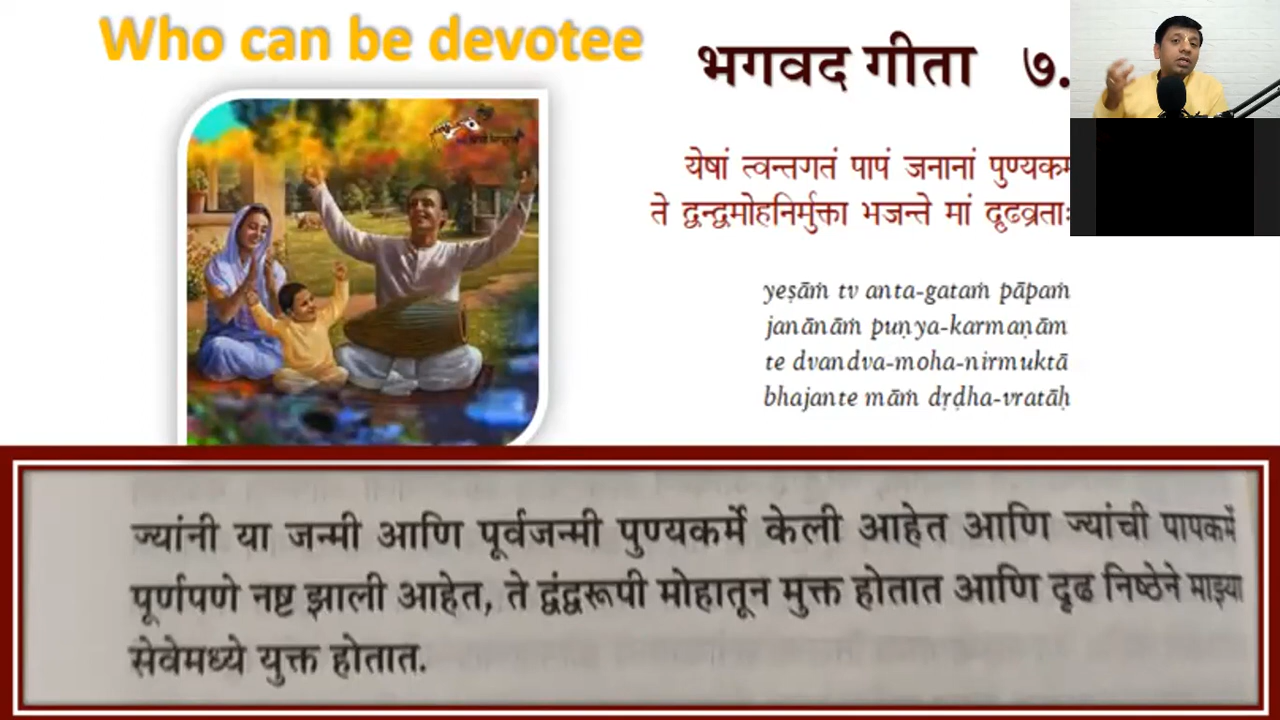 Who can be devotee
भगवद गीता ७.
येषां त्वन्तगतं पापं जनानां पुण्यकर्म
ते द्वन्द्वमोहनिर्मुक्ता भजन्ते मां दृढव्रताः
yeṣāṁ tv anta-gataṁ pāpaṁ
janānāṁ puṇya-karmaṇām
te dvandva-moha-nirmuktā
bhajante māṁ dṛḍha-vratāḥ
ज्यांनी या जन्मी आणि पूर्वजन्मी पुण्यकर्मे केली आहेत आणि ज्यांची पापकर्मे
पूर्णपणे नष्ट झाली आहेत, ते द्वंद्वरूपी मोहातून मुक्त होतात आणि दृढ निष्ठेने माझ्या
सेवेमध्ये युक्त होतात.